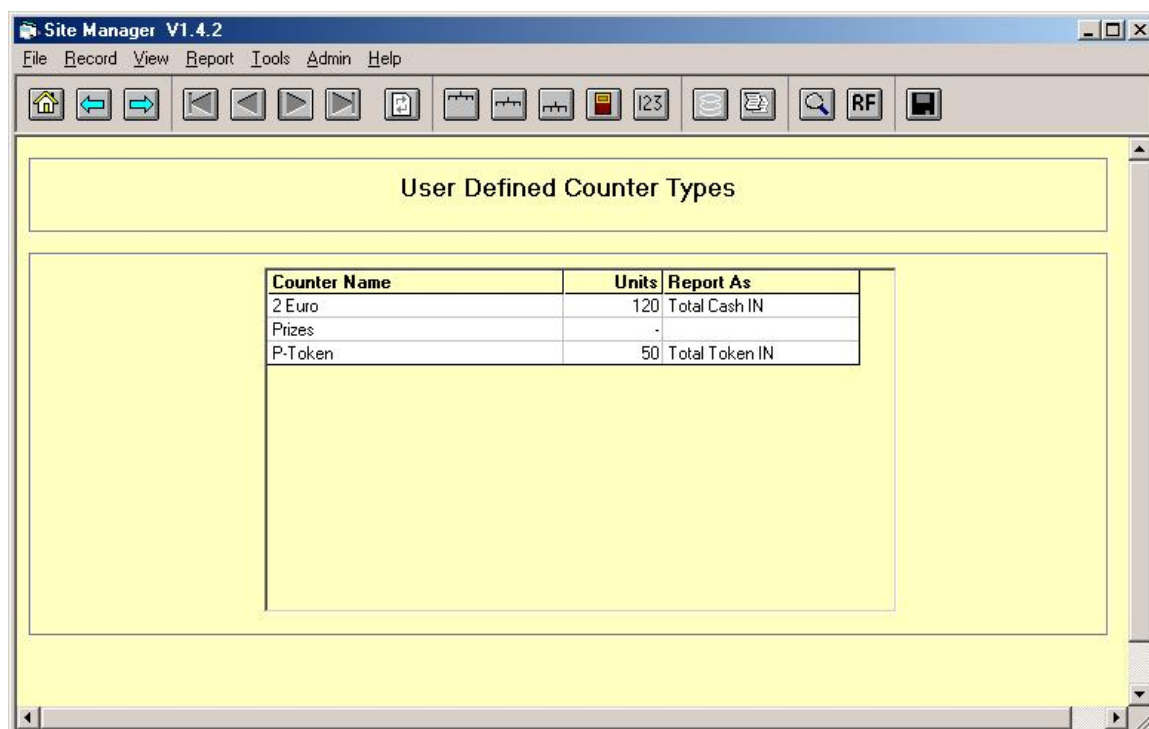 Site Manager V1.4.2
File Record View Report Tools Admin Help
123 RF
User Defined Counter Types
Counter Name Units Report As
2 Euro 120 Total Cash IN
Prizes -
P-Token 50 Total Token IN